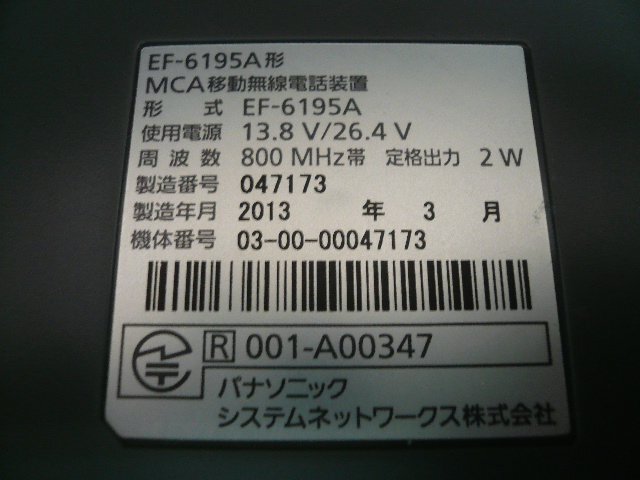 EF-6195A形
MCA移動無線電話装置
形 式 EF-6195A
使用電源 13.8 V/26.4 V
周 波 数 800 MHz帯 定格出力 2 W
製造番号 047173
製造年月 2013 年 3 月
機体番号 03-00-00047173
R 001-A00347
パナソニック
システムネットワークス株式会社